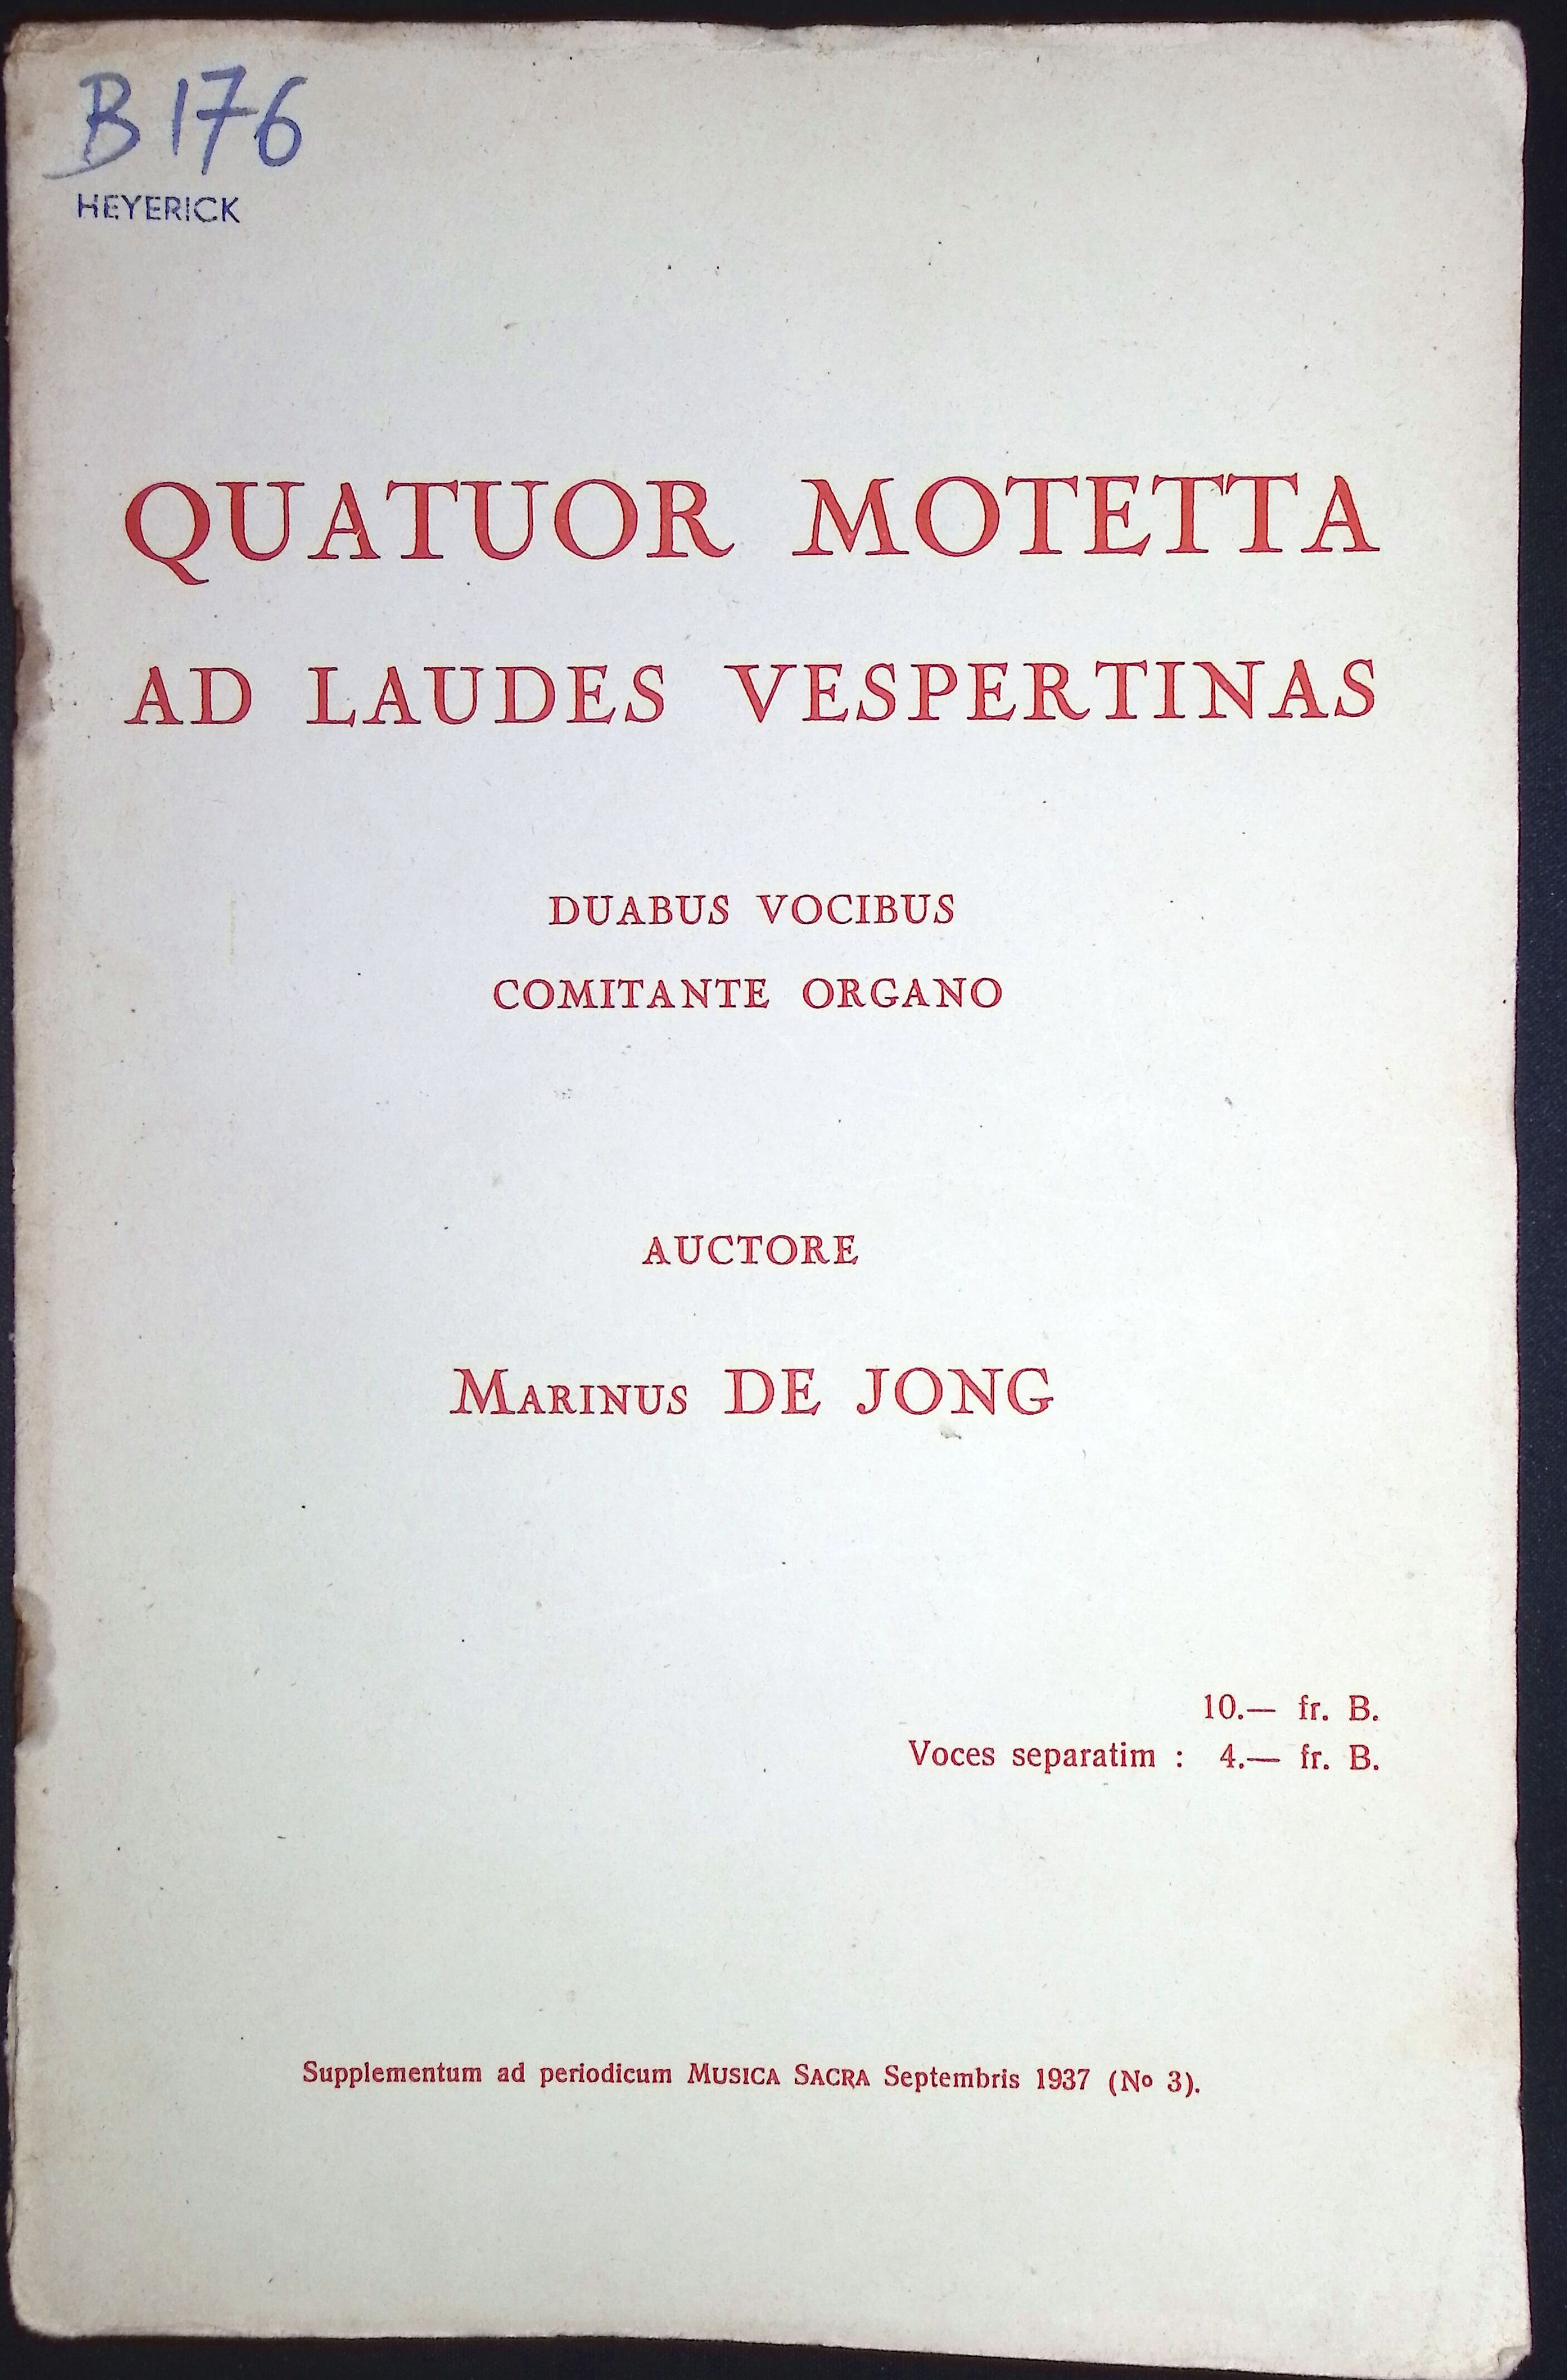 B 176
HEYERICK
QUATUOR MOTETTA
AD LAUDES VESPERTINAS
DUABUS VOCIBUS
COMITANTE ORGANO
AUCTORE
MARINUS DE JONG
10.— fr. B.
Voces separatim : 4.— fr. B.
Supplementum ad periodicum MUSICA SACRA Septembris 1937 (Nº 3).